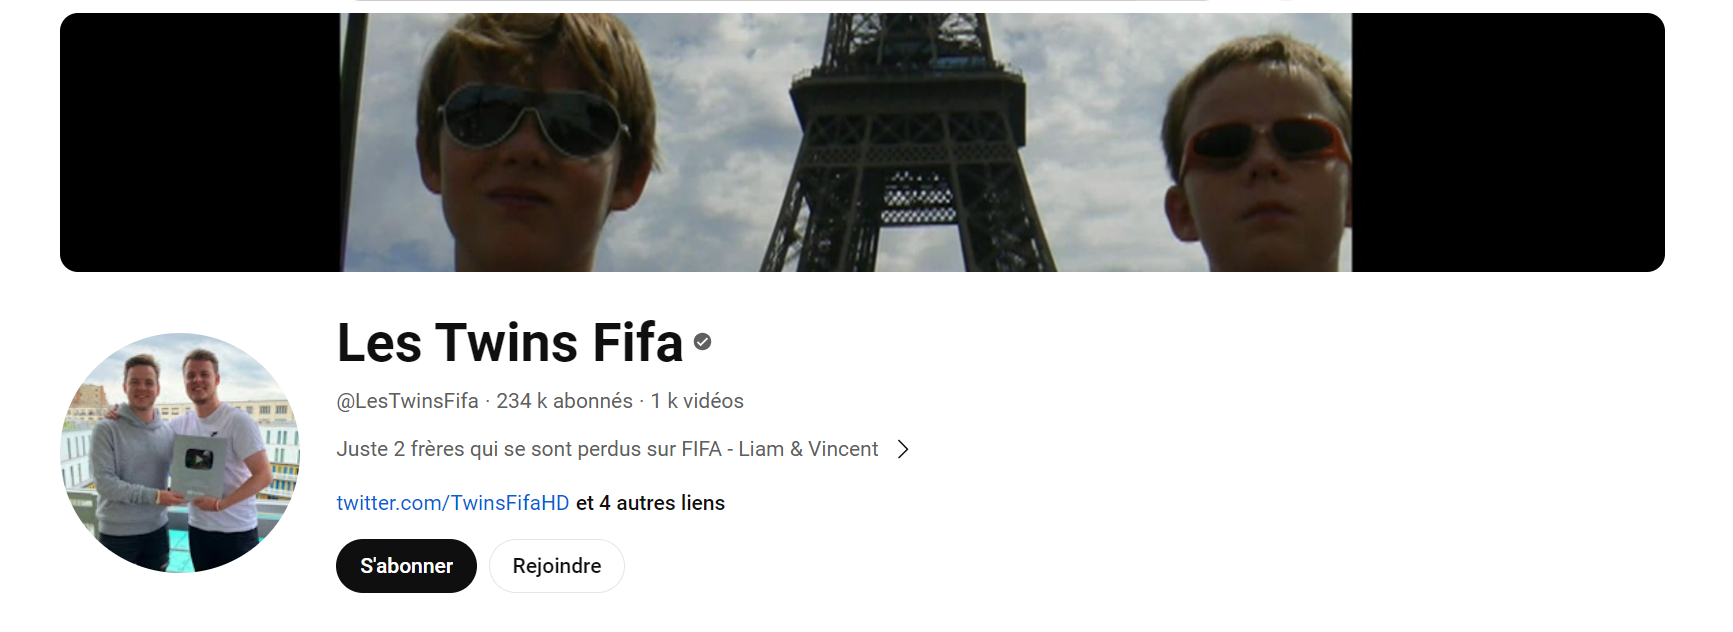 Les Twins Fifa
@LesTwinsFifa · 234 k abonnés · 1 k vidéos
Juste 2 frères qui se sont perdus sur FIFA - Liam & Vincent
twitter.com/TwinsFifaHD et 4 autres liens
S'abonner
Rejoindre